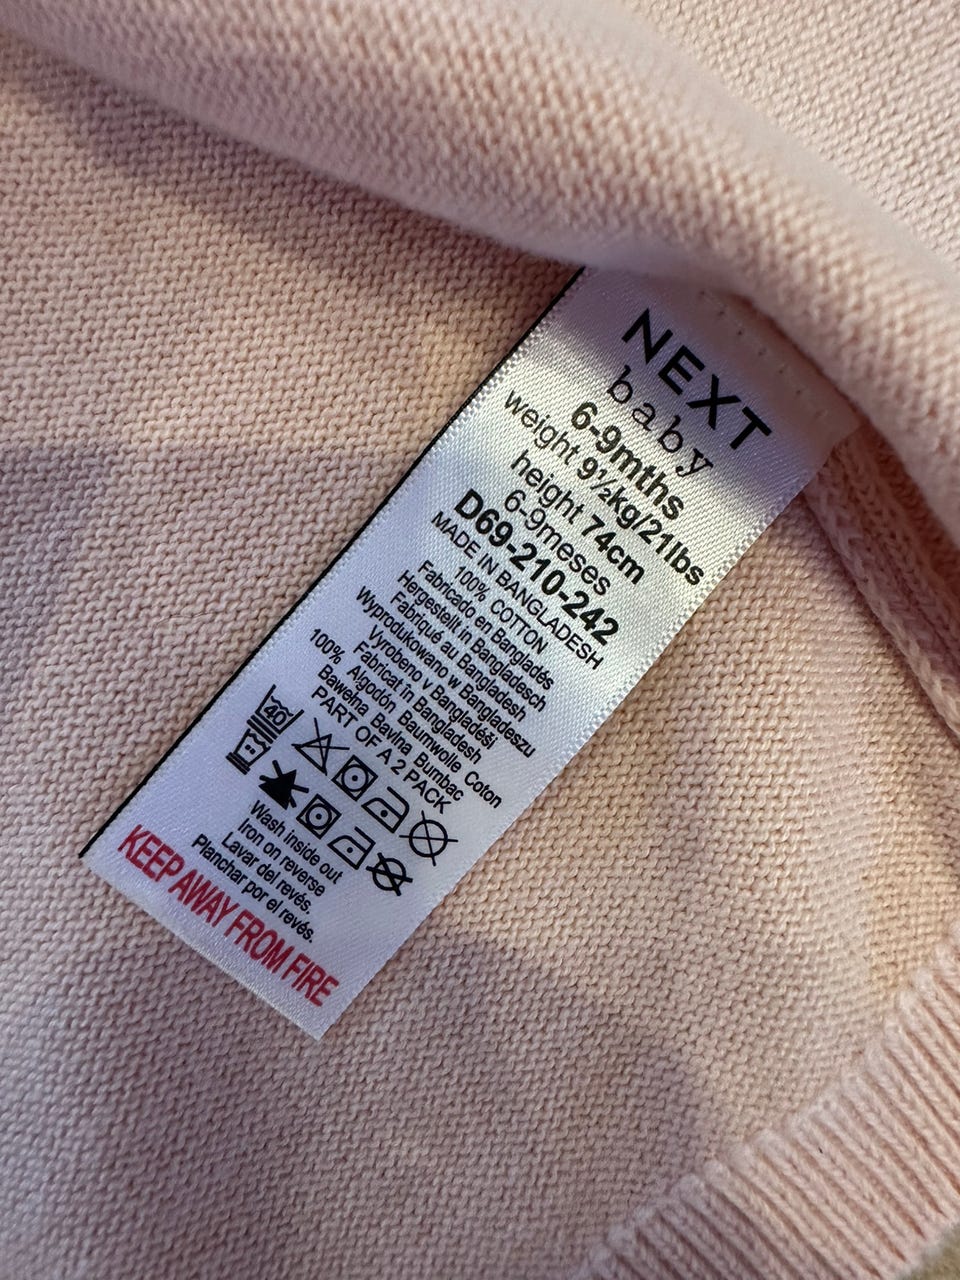 NEXT
baby
6-9mths
weight 9½kg/21lbs
height 74cm
6-9meses
D69-210-242
MADE IN BANGLADESH
100% COTTON
Fabricado en Bangladés
Hergestellt in Bangladesch
Fabriqué au Bangladesh
Wyprodukowano w Bangladeszu
Vyrobeno v Bangladéši
Fabricat in Bangladesh
100% Algodón, Baumwolle, Coton
Bawełna, Bavlna, Bumbac
PART OF A 2 PACK
40
Wash inside out
Iron on reverse
Lavar del revés.
Planchar por el revés.
KEEP AWAY FROM FIRE